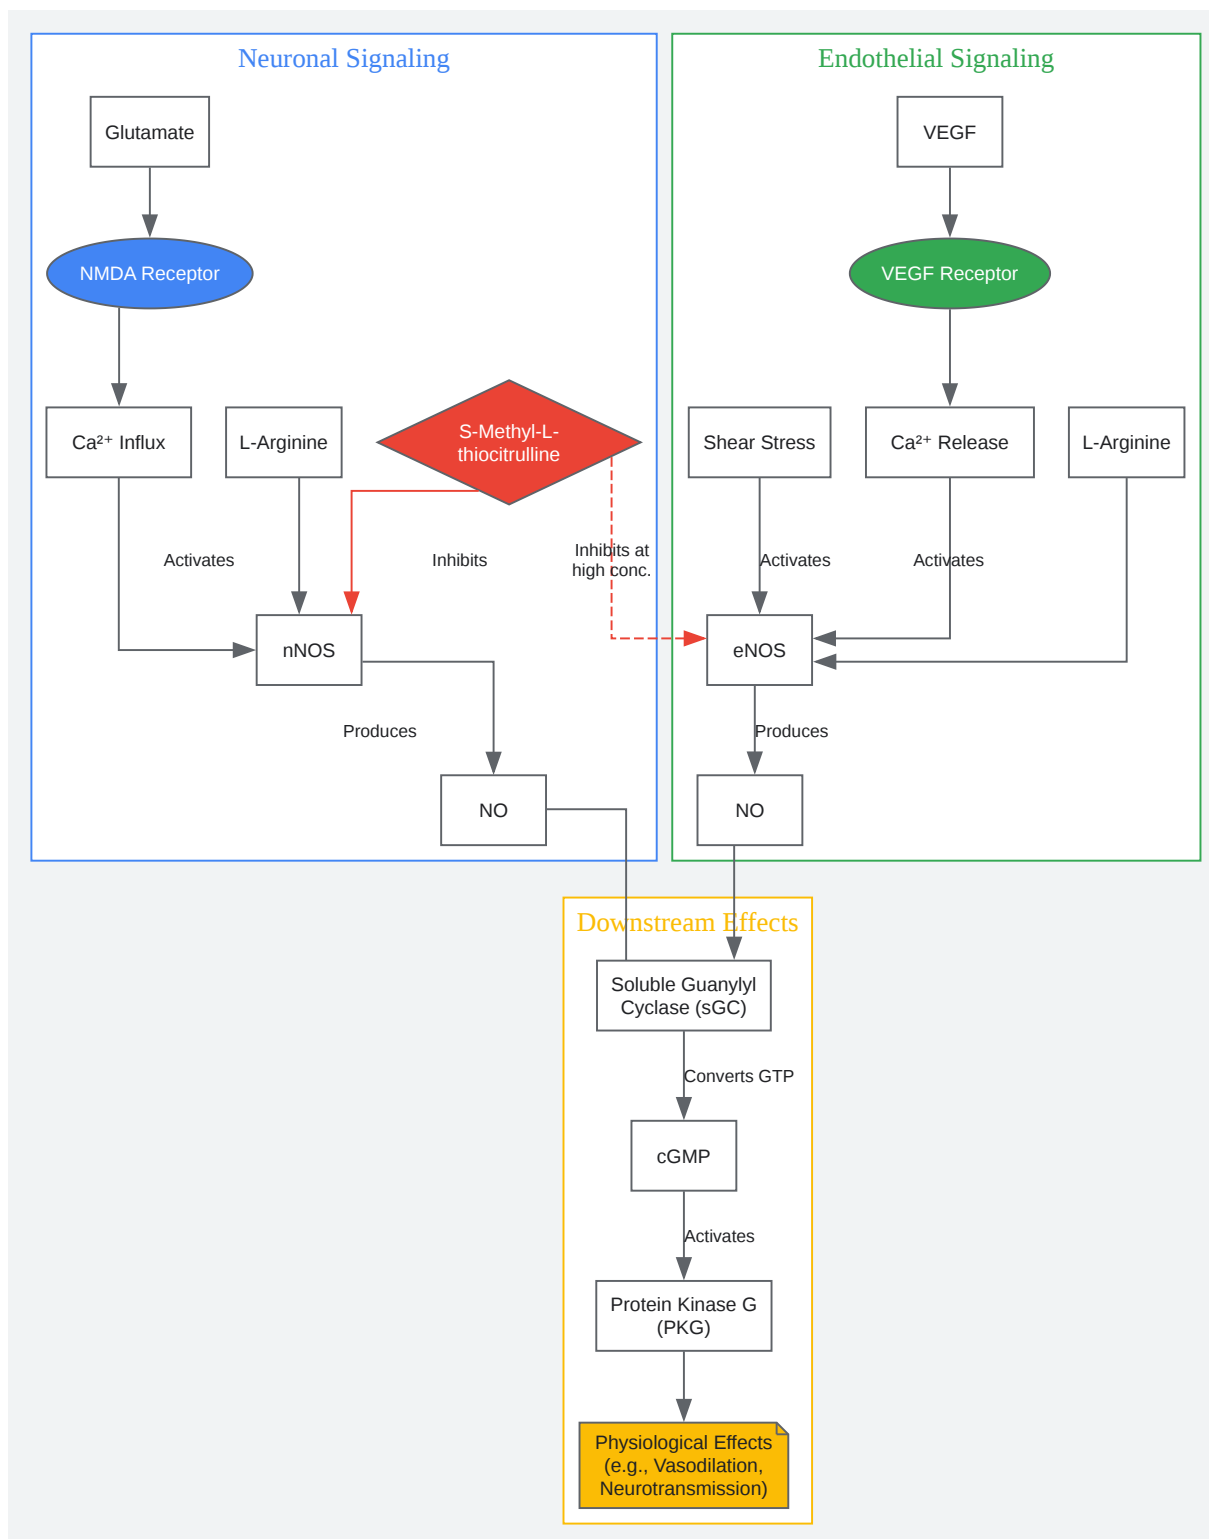 Neuronal Signaling
Endothelial Signaling
Glutamate
VEGF
NMDA Receptor
VEGF Receptor
Ca²⁺ Influx
L-Arginine
S-Methyl-L-
thiocitrulline
Shear Stress
Ca²⁺ Release
L-Arginine
Activates
Inhibits
Inhibits at
high conc.
Activates
Activates
nNOS
eNOS
Produces
Produces
NO
NO
Downstream Effects
Soluble Guanylyl
Cyclase (sGC)
Converts GTP
cGMP
Activates
Protein Kinase G
(PKG)
Physiological Effects
(e.g., Vasodilation,
Neurotransmission)